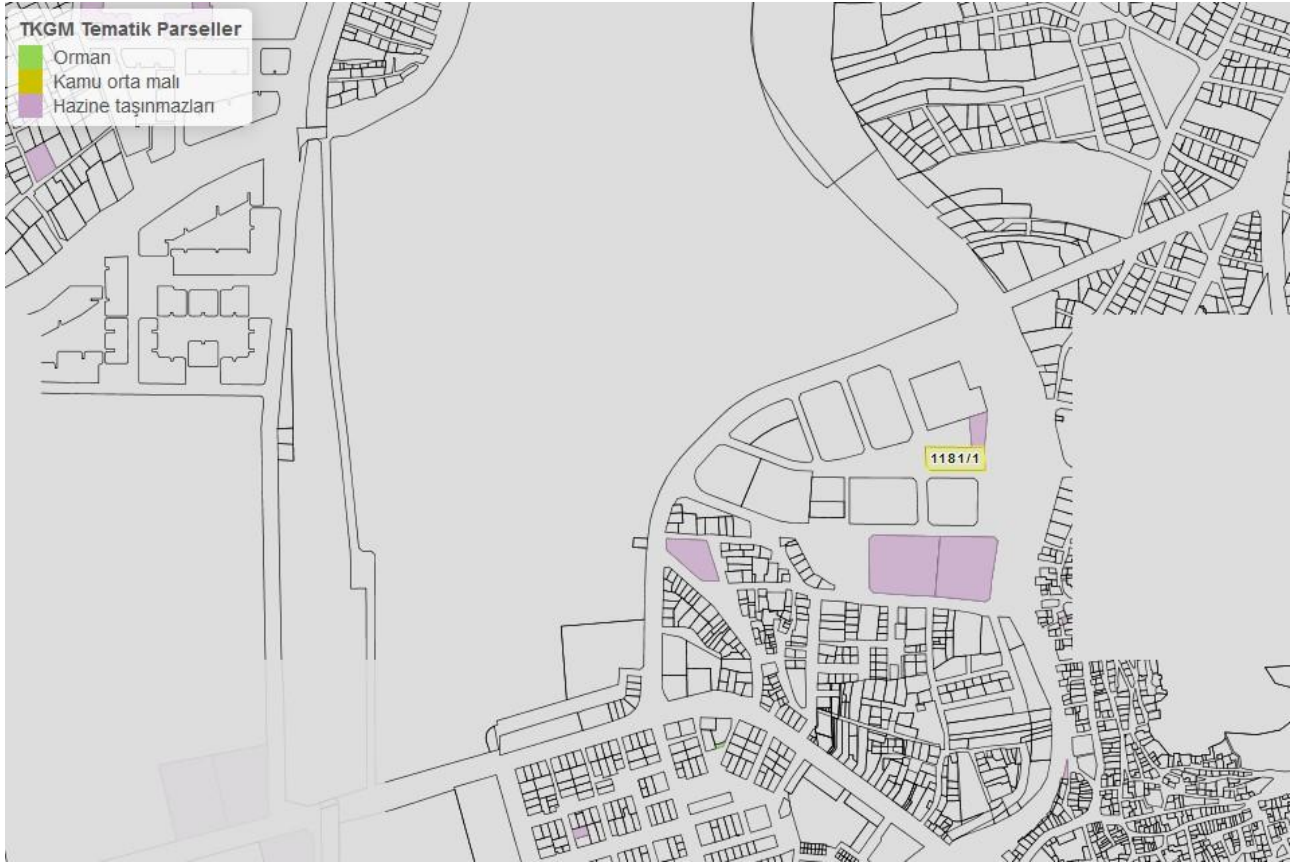 TKGM Tematik Parseller
Orman
Kamu orta malı
Hazine taşınmazları
1181/1